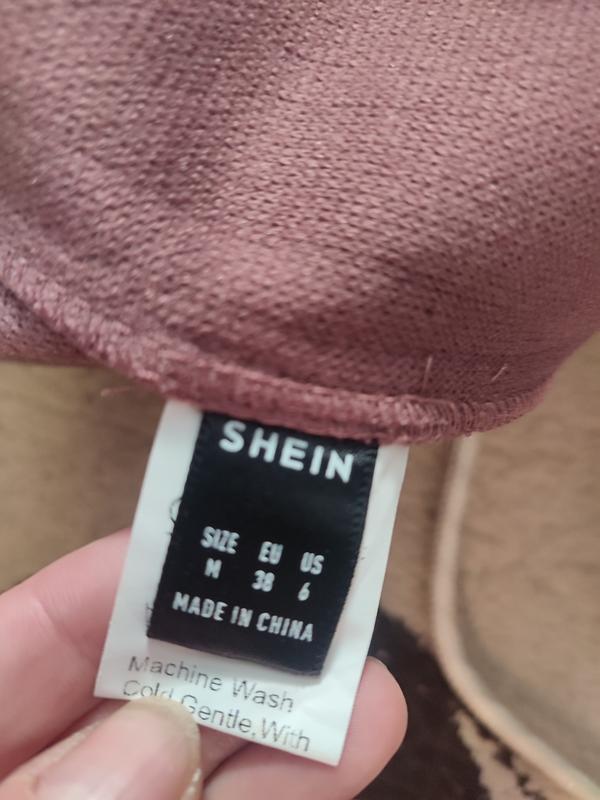 SHEIN
SIZE EU US
M 38 6
MADE IN CHINA
Machine Wash
Cold Gentle,With